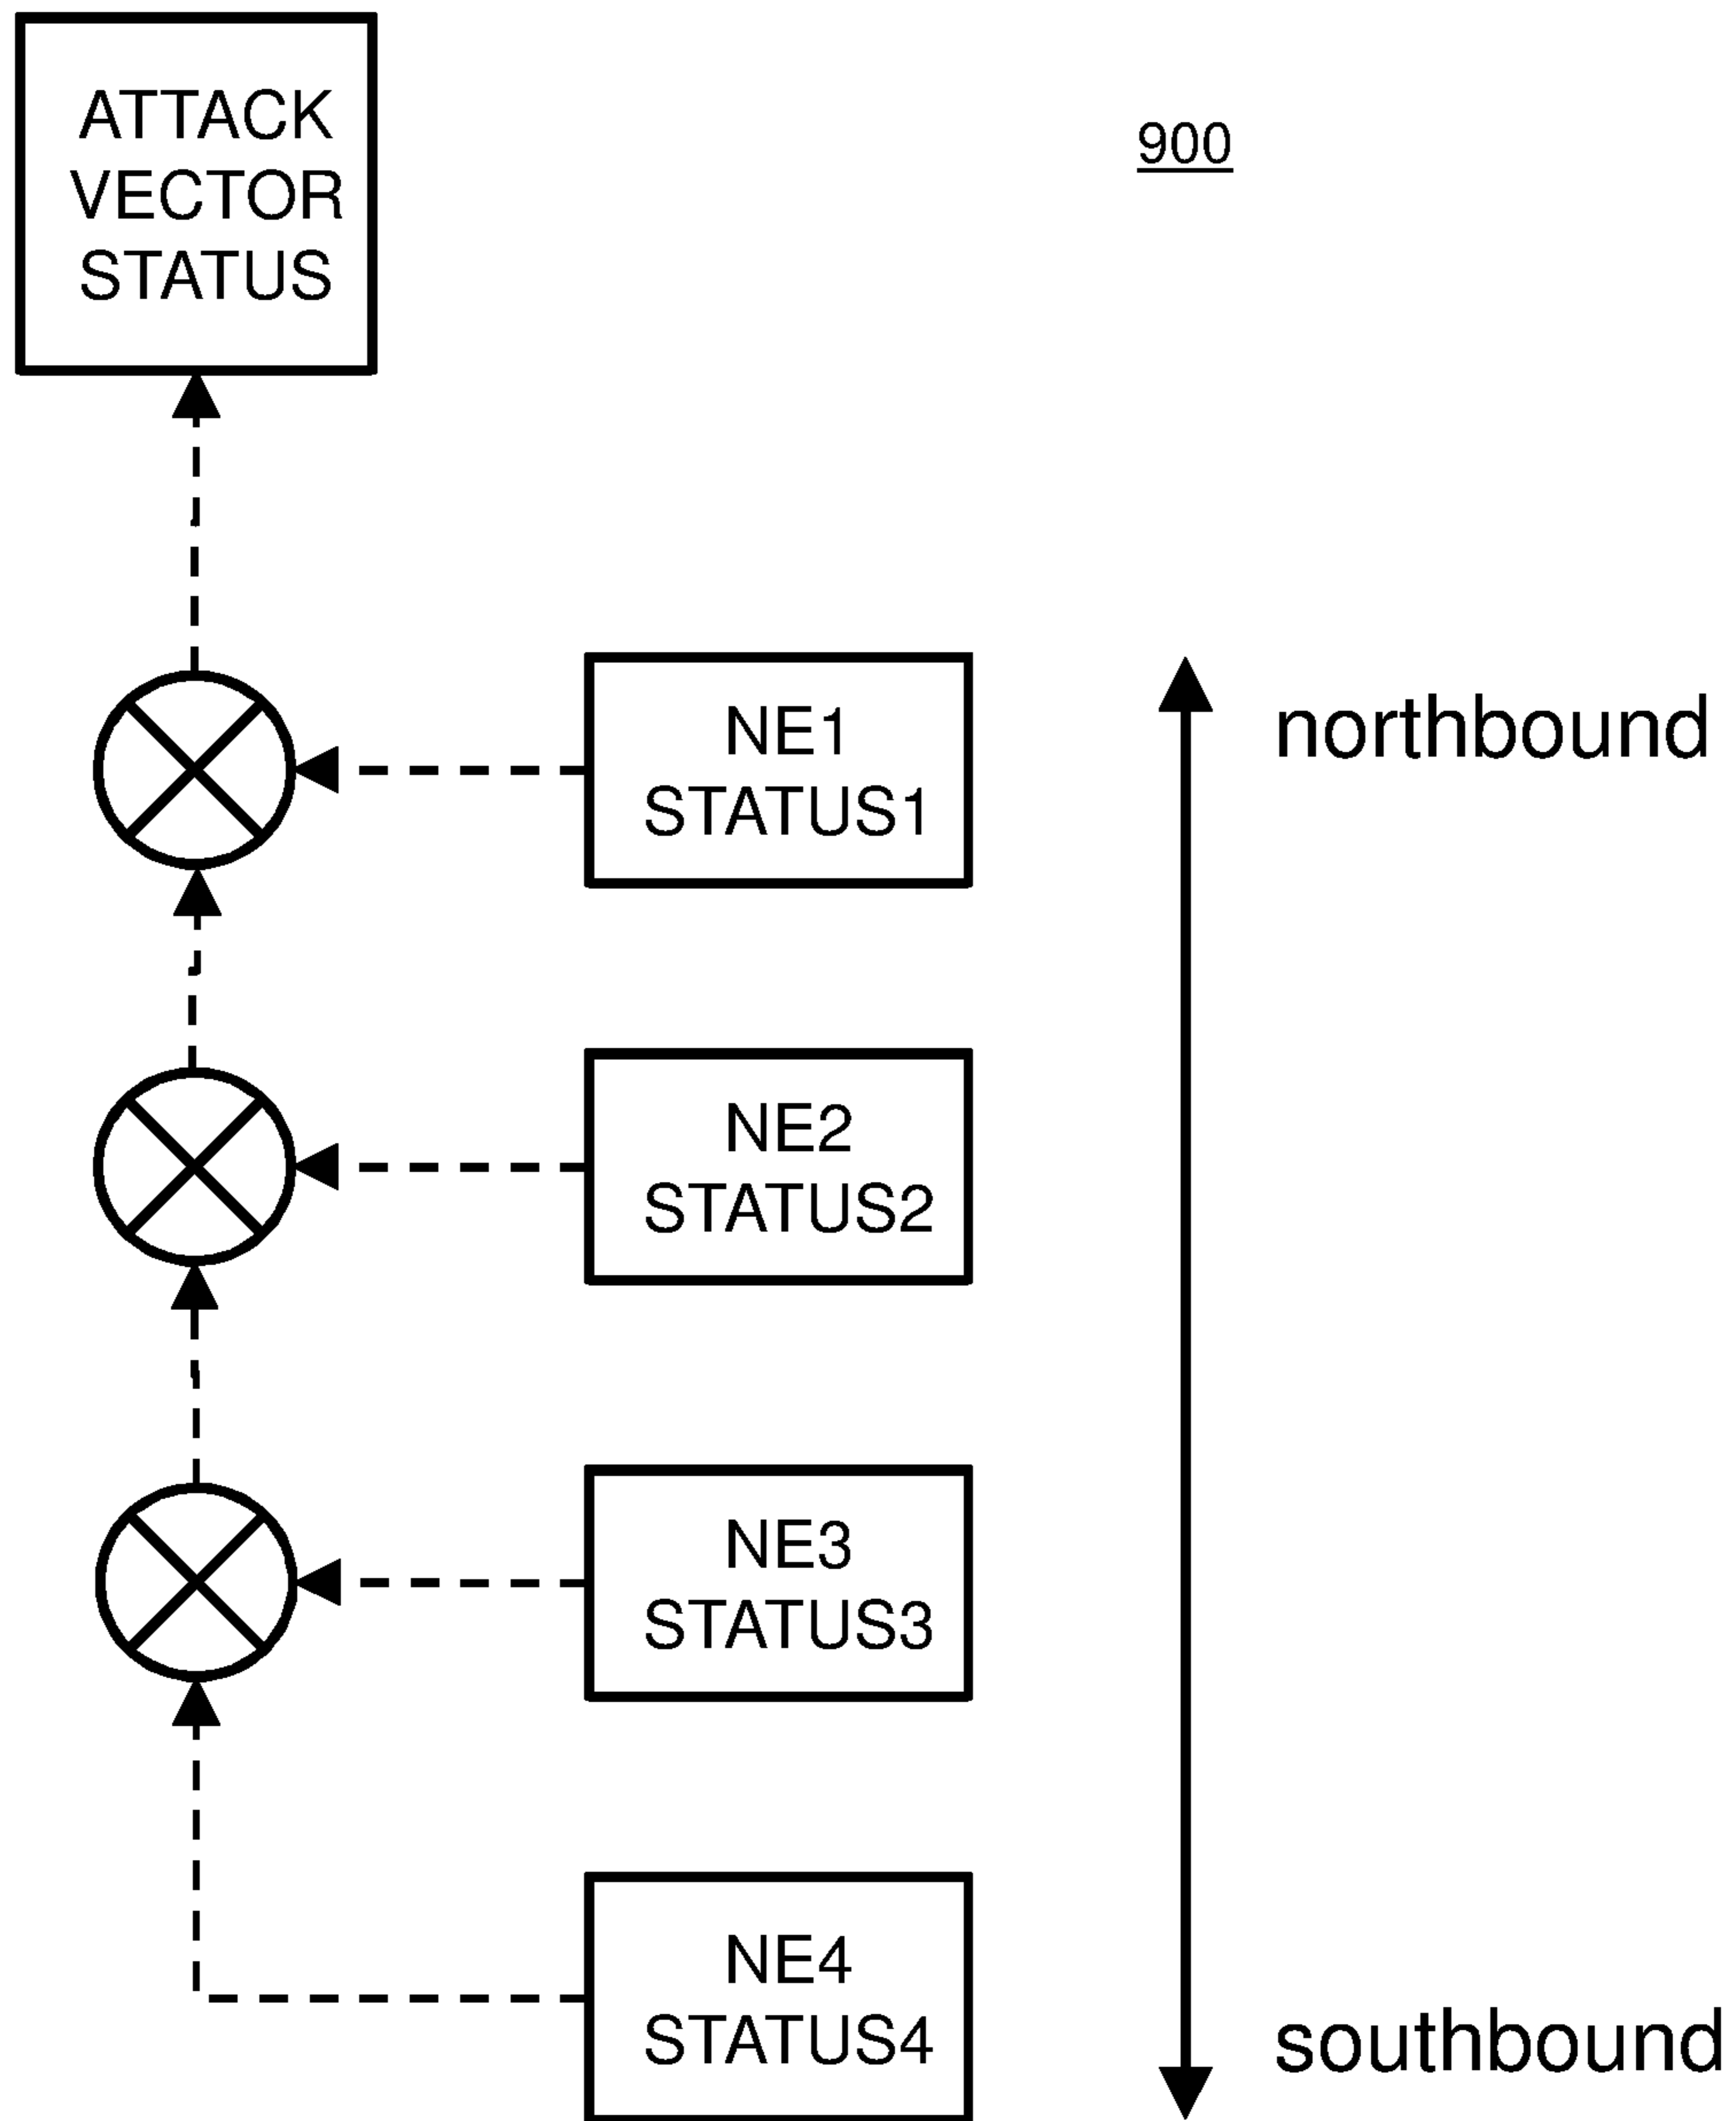 ATTACK
VECTOR
STATUS
900
NE1
STATUS1
northbound
NE2
STATUS2
NE3
STATUS3
NE4
STATUS4
southbound